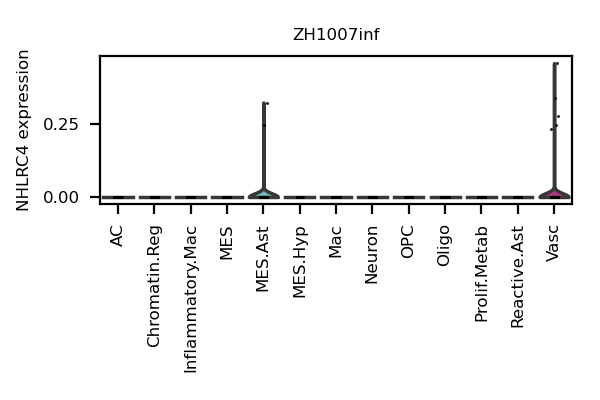 ZH1007inf
NHLRC4 expression
0.25
0.00
AC
Chromatin.Reg
Inflammatory.Mac
MES
MES.Ast
MES.Hyp
Mac
Neuron
OPC
Oligo
Prolif.Metab
Reactive.Ast
Vasc